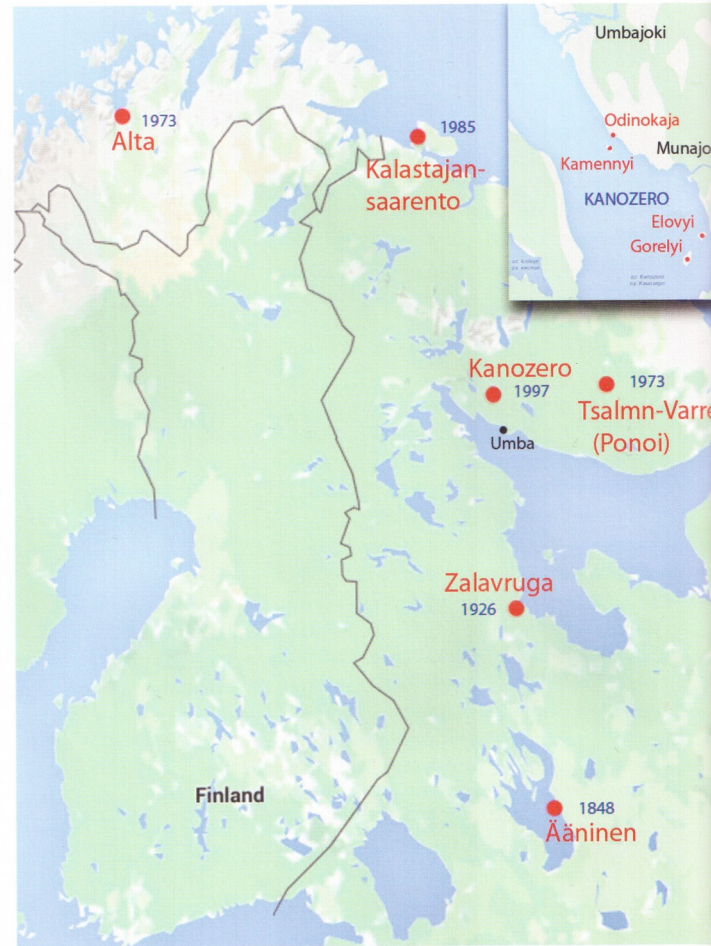 Umbajoki
Odinokaja
Munajo
Kamennyi
KANOZERO
Elovyi
Gorelyi
1973
Alta
1985
Kalastajan-
saarento
Kanozero
1997
1973
Tsalmn-Varre
(Ponoi)
Umba
Zalavruga
1926
Finland
1848
Ääninen